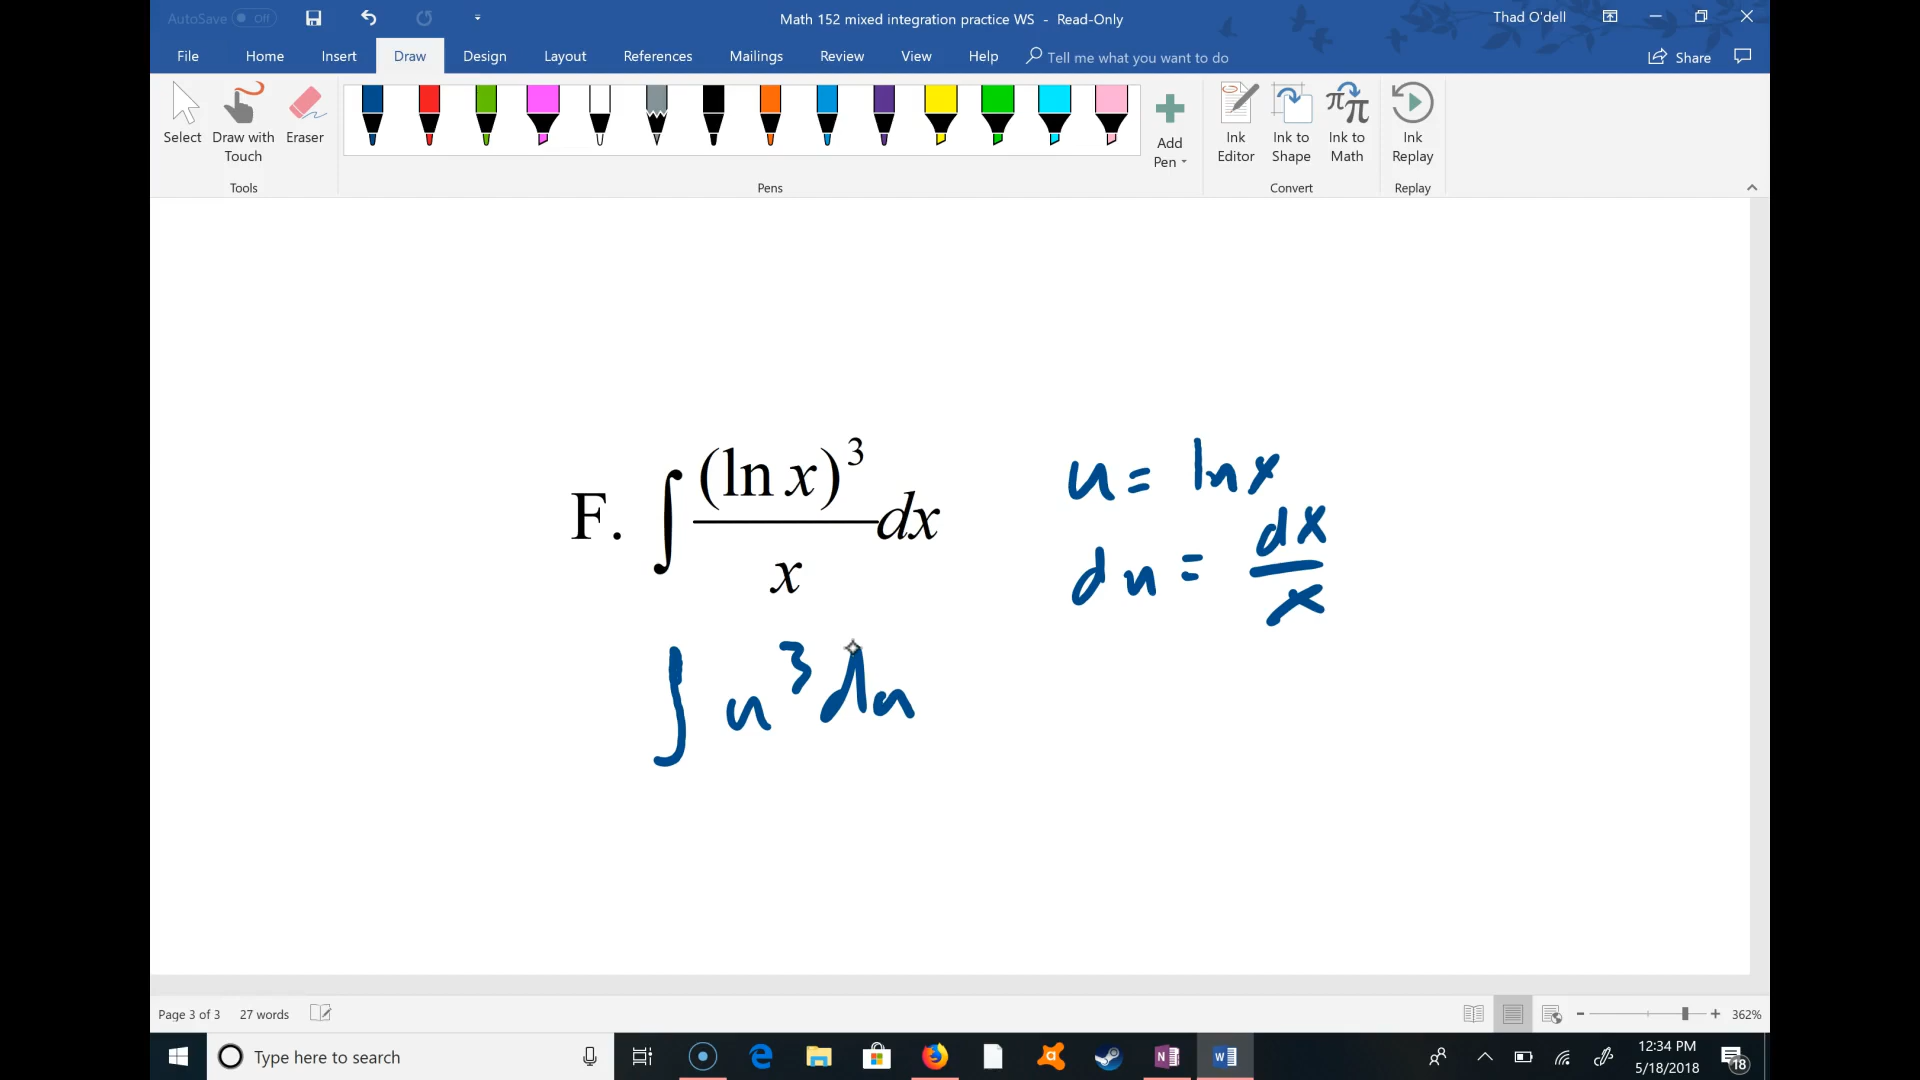 AutoSave Off
Math 152 mixed integration practice WS - Read-Only
Thad O'dell
File Home Insert Draw Design Layout References Mailings Review View Help Tell me what you want to do
Share
Select
Draw with Touch
Eraser
Add Pen
Ink Editor
Ink to Shape
Ink to Math
Ink Replay
Tools
Pens
Convert
Replay
F. ∫ (ln x)³/x dx
u = ln x
du = dx/x
∫ u³ du
Page 3 of 3 27 words
362%
Type here to search
12:34 PM
5/18/2018
18